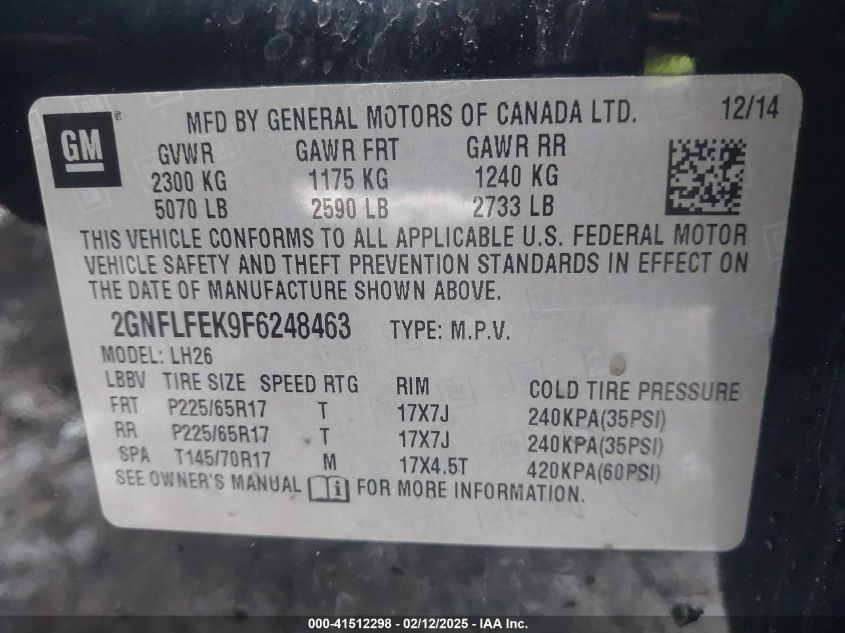 GM ® MFD BY GENERAL MOTORS OF CANADA LTD. 12/14
GVWR GAWR FRT GAWR RR
2300 KG 1175 KG 1240 KG
5070 LB 2590 LB 2733 LB
THIS VEHICLE CONFORMS TO ALL APPLICABLE U.S. FEDERAL MOTOR
VEHICLE SAFETY AND THEFT PREVENTION STANDARDS IN EFFECT ON
THE DATE OF MANUFACTURE SHOWN ABOVE.
2GNFLFEK9F6248463 TYPE: M.P.V.
MODEL: LH26
LBBV TIRE SIZE SPEED RTG RIM COLD TIRE PRESSURE
FRT P225/65R17 T 17X7J 240KPA(35PSI)
RR P225/65R17 T 17X7J 240KPA(35PSI)
SPA T145/70R17 M 17X4.5T 420KPA(60PSI)
SEE OWNER'S MANUAL i FOR MORE INFORMATION.
000-41512298 - 02/12/2025 - IAA Inc.